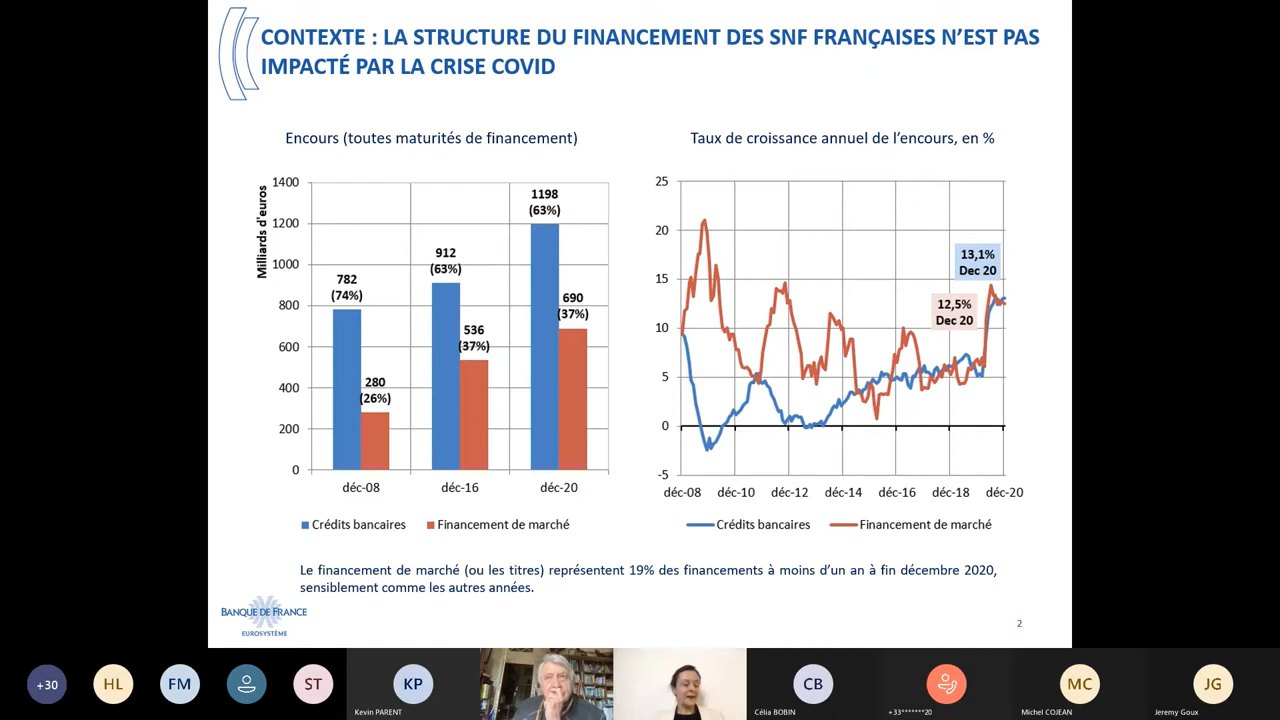 CONTEXTE : LA STRUCTURE DU FINANCEMENT DES SNF FRANÇAISES N’EST PAS
IMPACTÉ PAR LA CRISE COVID
Encours (toutes maturités de financement)
Milliards d'euros
1400
1200
1000
800
600
400
200
0
782
(74%)
280
(26%)
912
(63%)
536
(37%)
1198
(63%)
690
(37%)
déc-08
déc-16
déc-20
Crédits bancaires
Financement de marché
Taux de croissance annuel de l’encours, en %
25
20
15
10
5
0
-5
13,1%
Dec 20
12,5%
Dec 20
déc-08
déc-10
déc-12
déc-14
déc-16
déc-18
déc-20
Crédits bancaires
Financement de marché
Le financement de marché (ou les titres) représentent 19% des financements à moins d’un an à fin décembre 2020,
sensiblement comme les autres années.
BANQUE DE FRANCE
EUROSYSTÈME
2
+30
HL
FM
ST
KP
Kevin PARENT
CB
Célia BOBIN
+33*******20
MC
Michel COJEAN
JG
Jeremy Goux